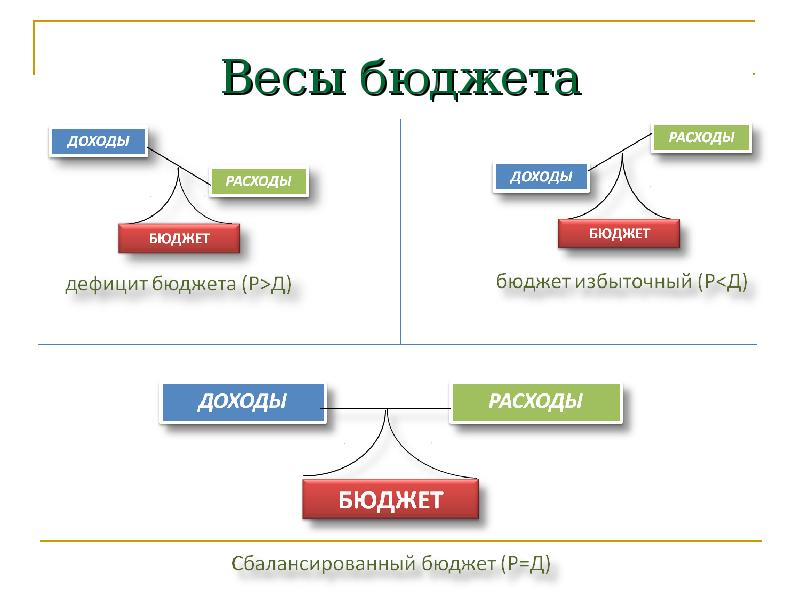 Весы бюджета
ДОХОДЫ
РАСХОДЫ
БЮДЖЕТ
дефицит бюджета (Р>Д)
РАСХОДЫ
ДОХОДЫ
БЮДЖЕТ
бюджет избыточный (Р<Д)
ДОХОДЫ
РАСХОДЫ
БЮДЖЕТ
Сбалансированный бюджет (Р=Д)